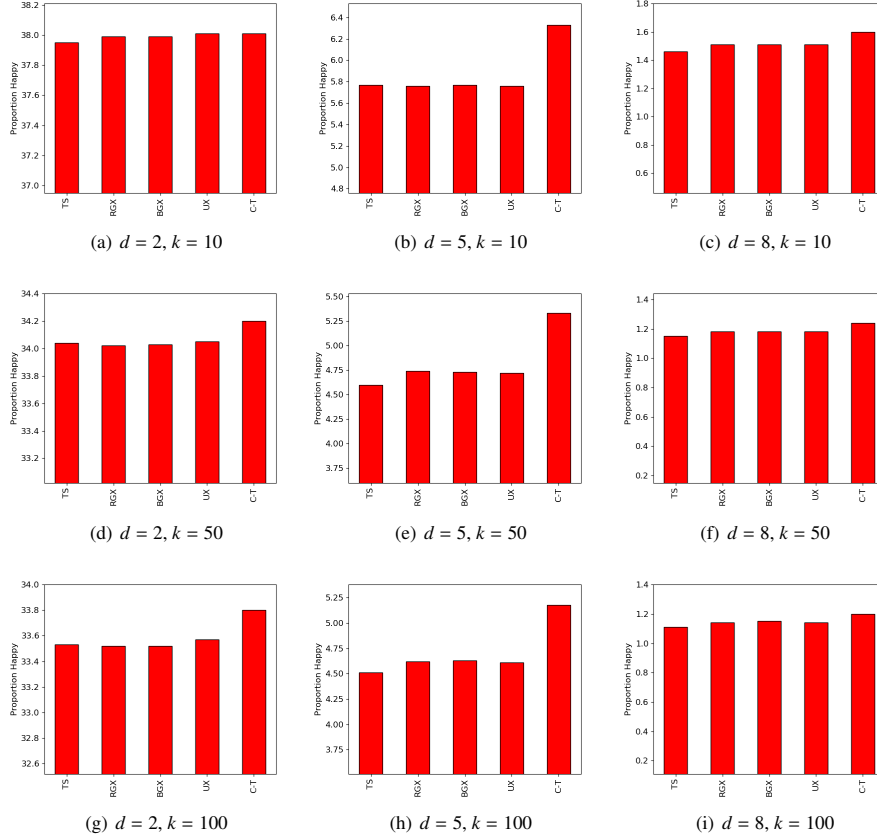 38.2
38.0
37.8
37.6
37.4
37.2
37.0
Proportion Happy
TS
RGX
BGX
UX
C-T
(a) d = 2, k = 10
6.4
6.2
6.0
5.8
5.6
5.4
5.2
5.0
4.8
Proportion Happy
TS
RGX
BGX
UX
C-T
(b) d = 5, k = 10
1.8
1.6
1.4
1.2
1.0
0.8
0.6
Proportion Happy
TS
RGX
BGX
UX
C-T
(c) d = 8, k = 10
34.4
34.2
34.0
33.8
33.6
33.4
33.2
Proportion Happy
TS
RGX
BGX
UX
C-T
(d) d = 2, k = 50
5.50
5.25
5.00
4.75
4.50
4.25
4.00
3.75
Proportion Happy
TS
RGX
BGX
UX
C-T
(e) d = 5, k = 50
1.4
1.2
1.0
0.8
0.6
0.4
0.2
Proportion Happy
TS
RGX
BGX
UX
C-T
(f) d = 8, k = 50
34.0
33.8
33.6
33.4
33.2
33.0
32.8
32.6
Proportion Happy
TS
RGX
BGX
UX
C-T
(g) d = 2, k = 100
5.25
5.00
4.75
4.50
4.25
4.00
3.75
Proportion Happy
TS
RGX
BGX
UX
C-T
(h) d = 5, k = 100
1.4
1.2
1.0
0.8
0.6
0.4
0.2
Proportion Happy
TS
RGX
BGX
UX
C-T
(i) d = 8, k = 100